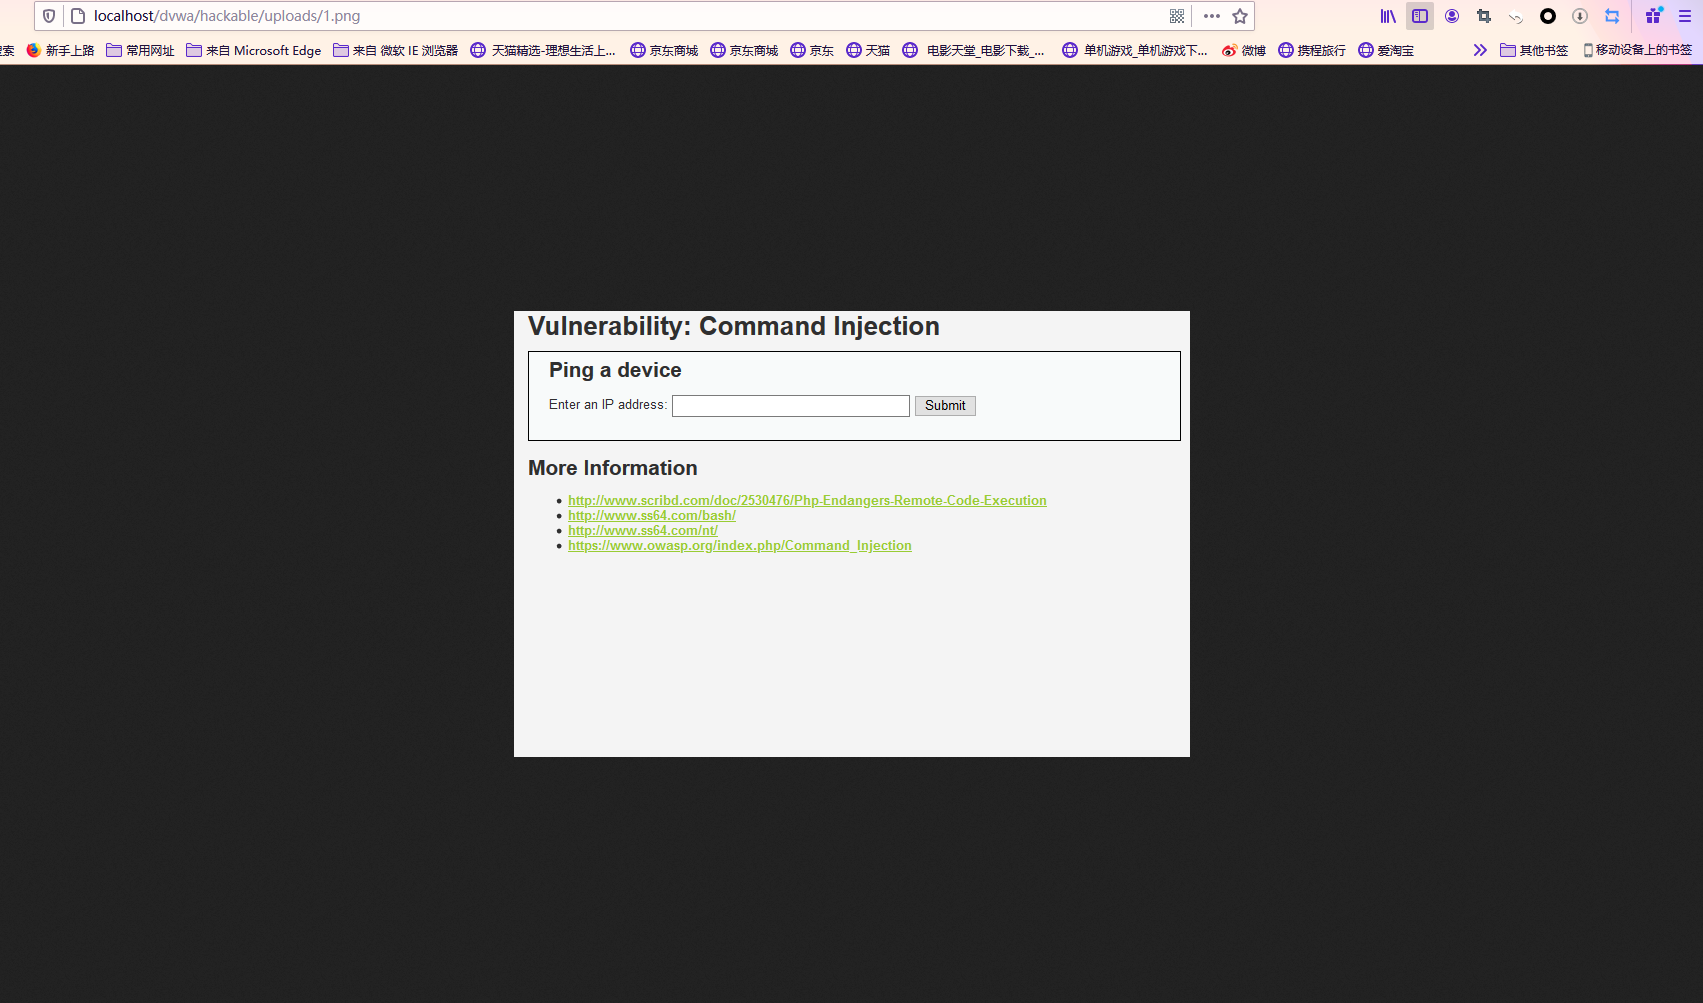 localhost/dvwa/hackable/uploads/1.png
索 新手上路 常用网址 来自 Microsoft Edge 来自 微软 IE 浏览器 天猫精选-理想生活上... 京东商城 京东商城 京东 天猫 电影天堂_电影下载_... 单机游戏_单机游戏下... 微博 携程旅行 爱淘宝 其他书签 移动设备上的书签
Vulnerability: Command Injection
Ping a device
Enter an IP address: Submit
More Information
http://www.scribd.com/doc/2530476/Php-Endangers-Remote-Code-Execution
http://www.ss64.com/bash/
http://www.ss64.com/nt/
https://www.owasp.org/index.php/Command_Injection